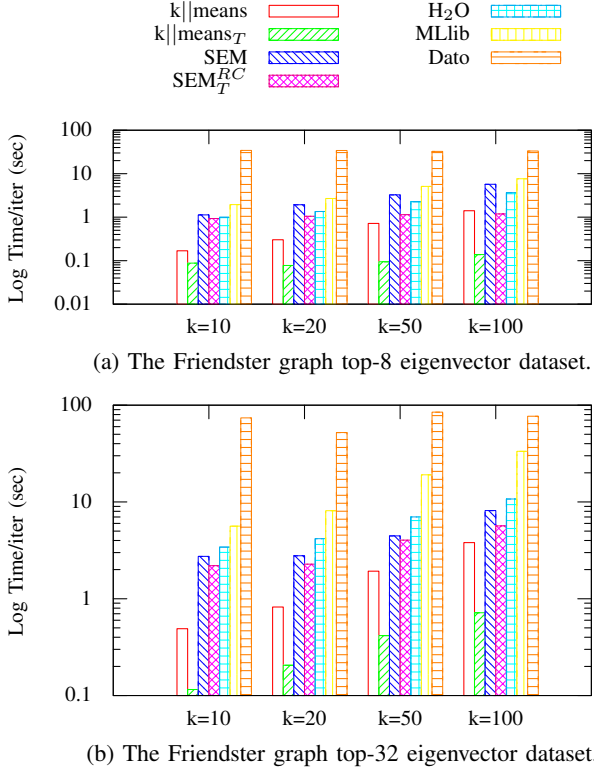 k||means
k||means_T
SEM
SEM_T^RC
H₂O
MLlib
Dato
Log Time/iter (sec)
100
10
1
0.1
0.01
k=10 k=20 k=50 k=100
(a) The Friendster graph top-8 eigenvector dataset.
Log Time/iter (sec)
100
10
1
0.1
k=10 k=20 k=50 k=100
(b) The Friendster graph top-32 eigenvector dataset